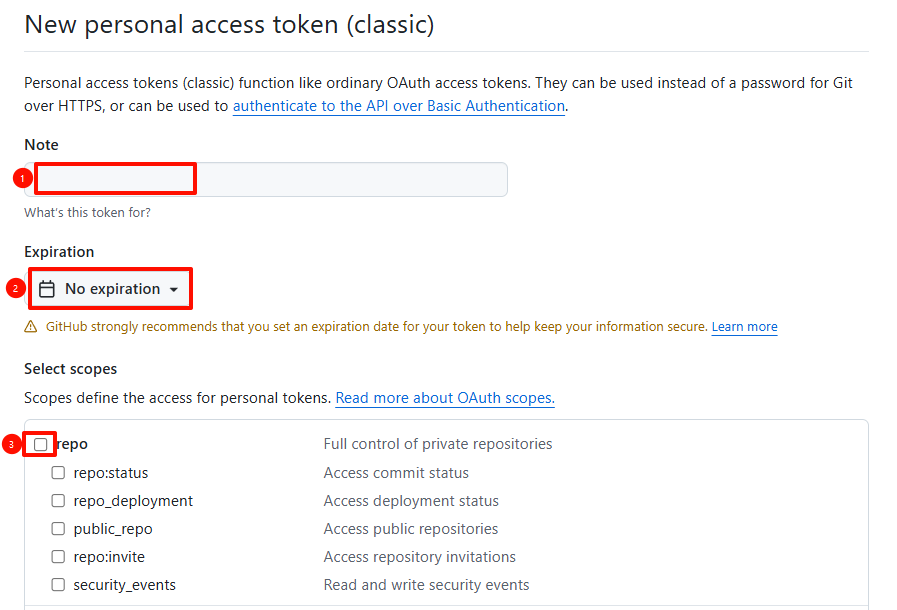 New personal access token (classic)
Personal access tokens (classic) function like ordinary OAuth access tokens. They can be used instead of a password for Git
over HTTPS, or can be used to authenticate to the API over Basic Authentication.
Note
1
What's this token for?
Expiration
2 No expiration
GitHub strongly recommends that you set an expiration date for your token to help keep your information secure. Learn more
Select scopes
Scopes define the access for personal tokens. Read more about OAuth scopes.
3 repo Full control of private repositories
repo:status Access commit status
repo_deployment Access deployment status
public_repo Access public repositories
repo:invite Access repository invitations
security_events Read and write security events